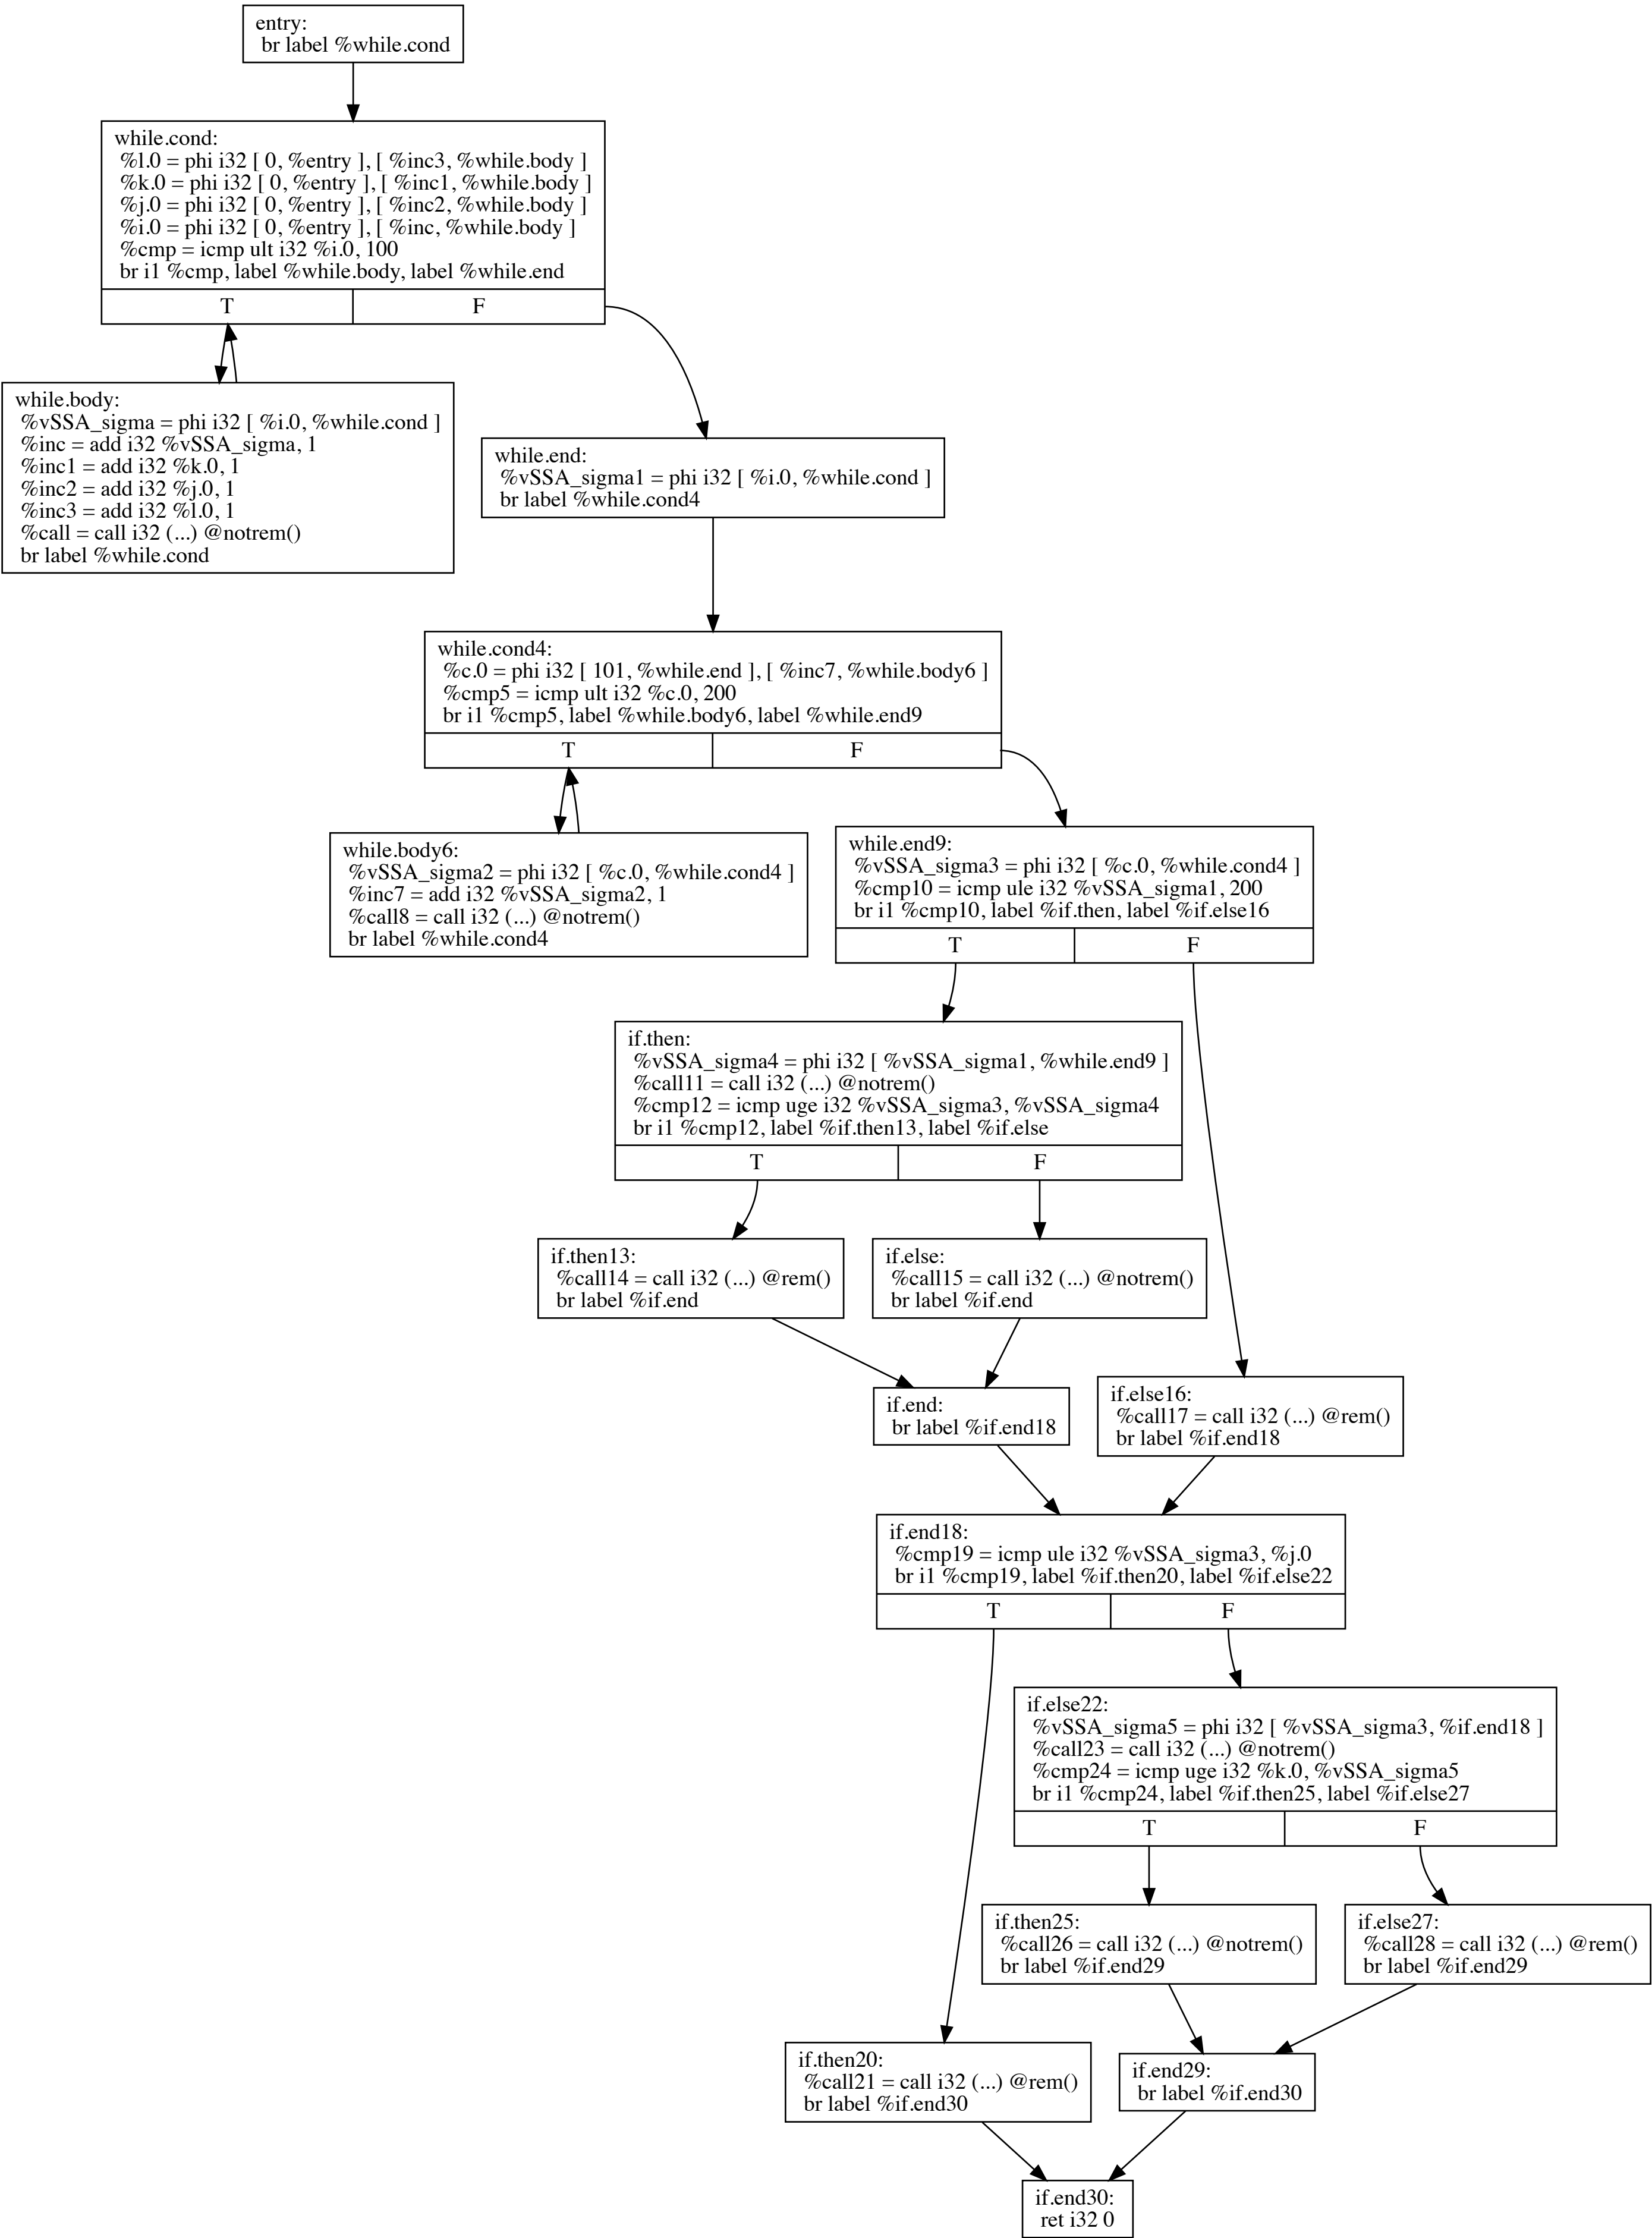 entry:
br label %while.cond
while.cond:
%l.0 = phi i32 [ 0, %entry ], [ %inc3, %while.body ]
%k.0 = phi i32 [ 0, %entry ], [ %inc1, %while.body ]
%j.0 = phi i32 [ 0, %entry ], [ %inc2, %while.body ]
%i.0 = phi i32 [ 0, %entry ], [ %inc, %while.body ]
%cmp = icmp ult i32 %i.0, 100
br i1 %cmp, label %while.body, label %while.end
T F
while.body:
%vSSA_sigma = phi i32 [ %i.0, %while.cond ]
%inc = add i32 %vSSA_sigma, 1
%inc1 = add i32 %k.0, 1
%inc2 = add i32 %j.0, 1
%inc3 = add i32 %l.0, 1
%call = call i32 (...) @notrem()
br label %while.cond
while.end:
%vSSA_sigma1 = phi i32 [ %i.0, %while.cond ]
br label %while.cond4
while.cond4:
%c.0 = phi i32 [ 101, %while.end ], [ %inc7, %while.body6 ]
%cmp5 = icmp ult i32 %c.0, 200
br i1 %cmp5, label %while.body6, label %while.end9
T F
while.body6:
%vSSA_sigma2 = phi i32 [ %c.0, %while.cond4 ]
%inc7 = add i32 %vSSA_sigma2, 1
%call8 = call i32 (...) @notrem()
br label %while.cond4
while.end9:
%vSSA_sigma3 = phi i32 [ %c.0, %while.cond4 ]
%cmp10 = icmp ule i32 %vSSA_sigma1, 200
br i1 %cmp10, label %if.then, label %if.else16
T F
if.then:
%vSSA_sigma4 = phi i32 [ %vSSA_sigma1, %while.end9 ]
%call11 = call i32 (...) @notrem()
%cmp12 = icmp uge i32 %vSSA_sigma3, %vSSA_sigma4
br i1 %cmp12, label %if.then13, label %if.else
T F
if.then13:
%call14 = call i32 (...) @rem()
br label %if.end
if.else:
%call15 = call i32 (...) @notrem()
br label %if.end
if.end:
br label %if.end18
if.else16:
%call17 = call i32 (...) @rem()
br label %if.end18
if.end18:
%cmp19 = icmp ule i32 %vSSA_sigma3, %j.0
br i1 %cmp19, label %if.then20, label %if.else22
T F
if.else22:
%vSSA_sigma5 = phi i32 [ %vSSA_sigma3, %if.end18 ]
%call23 = call i32 (...) @notrem()
%cmp24 = icmp uge i32 %k.0, %vSSA_sigma5
br i1 %cmp24, label %if.then25, label %if.else27
T F
if.then25:
%call26 = call i32 (...) @notrem()
br label %if.end29
if.else27:
%call28 = call i32 (...) @rem()
br label %if.end29
if.then20:
%call21 = call i32 (...) @rem()
br label %if.end30
if.end29:
br label %if.end30
if.end30:
ret i32 0